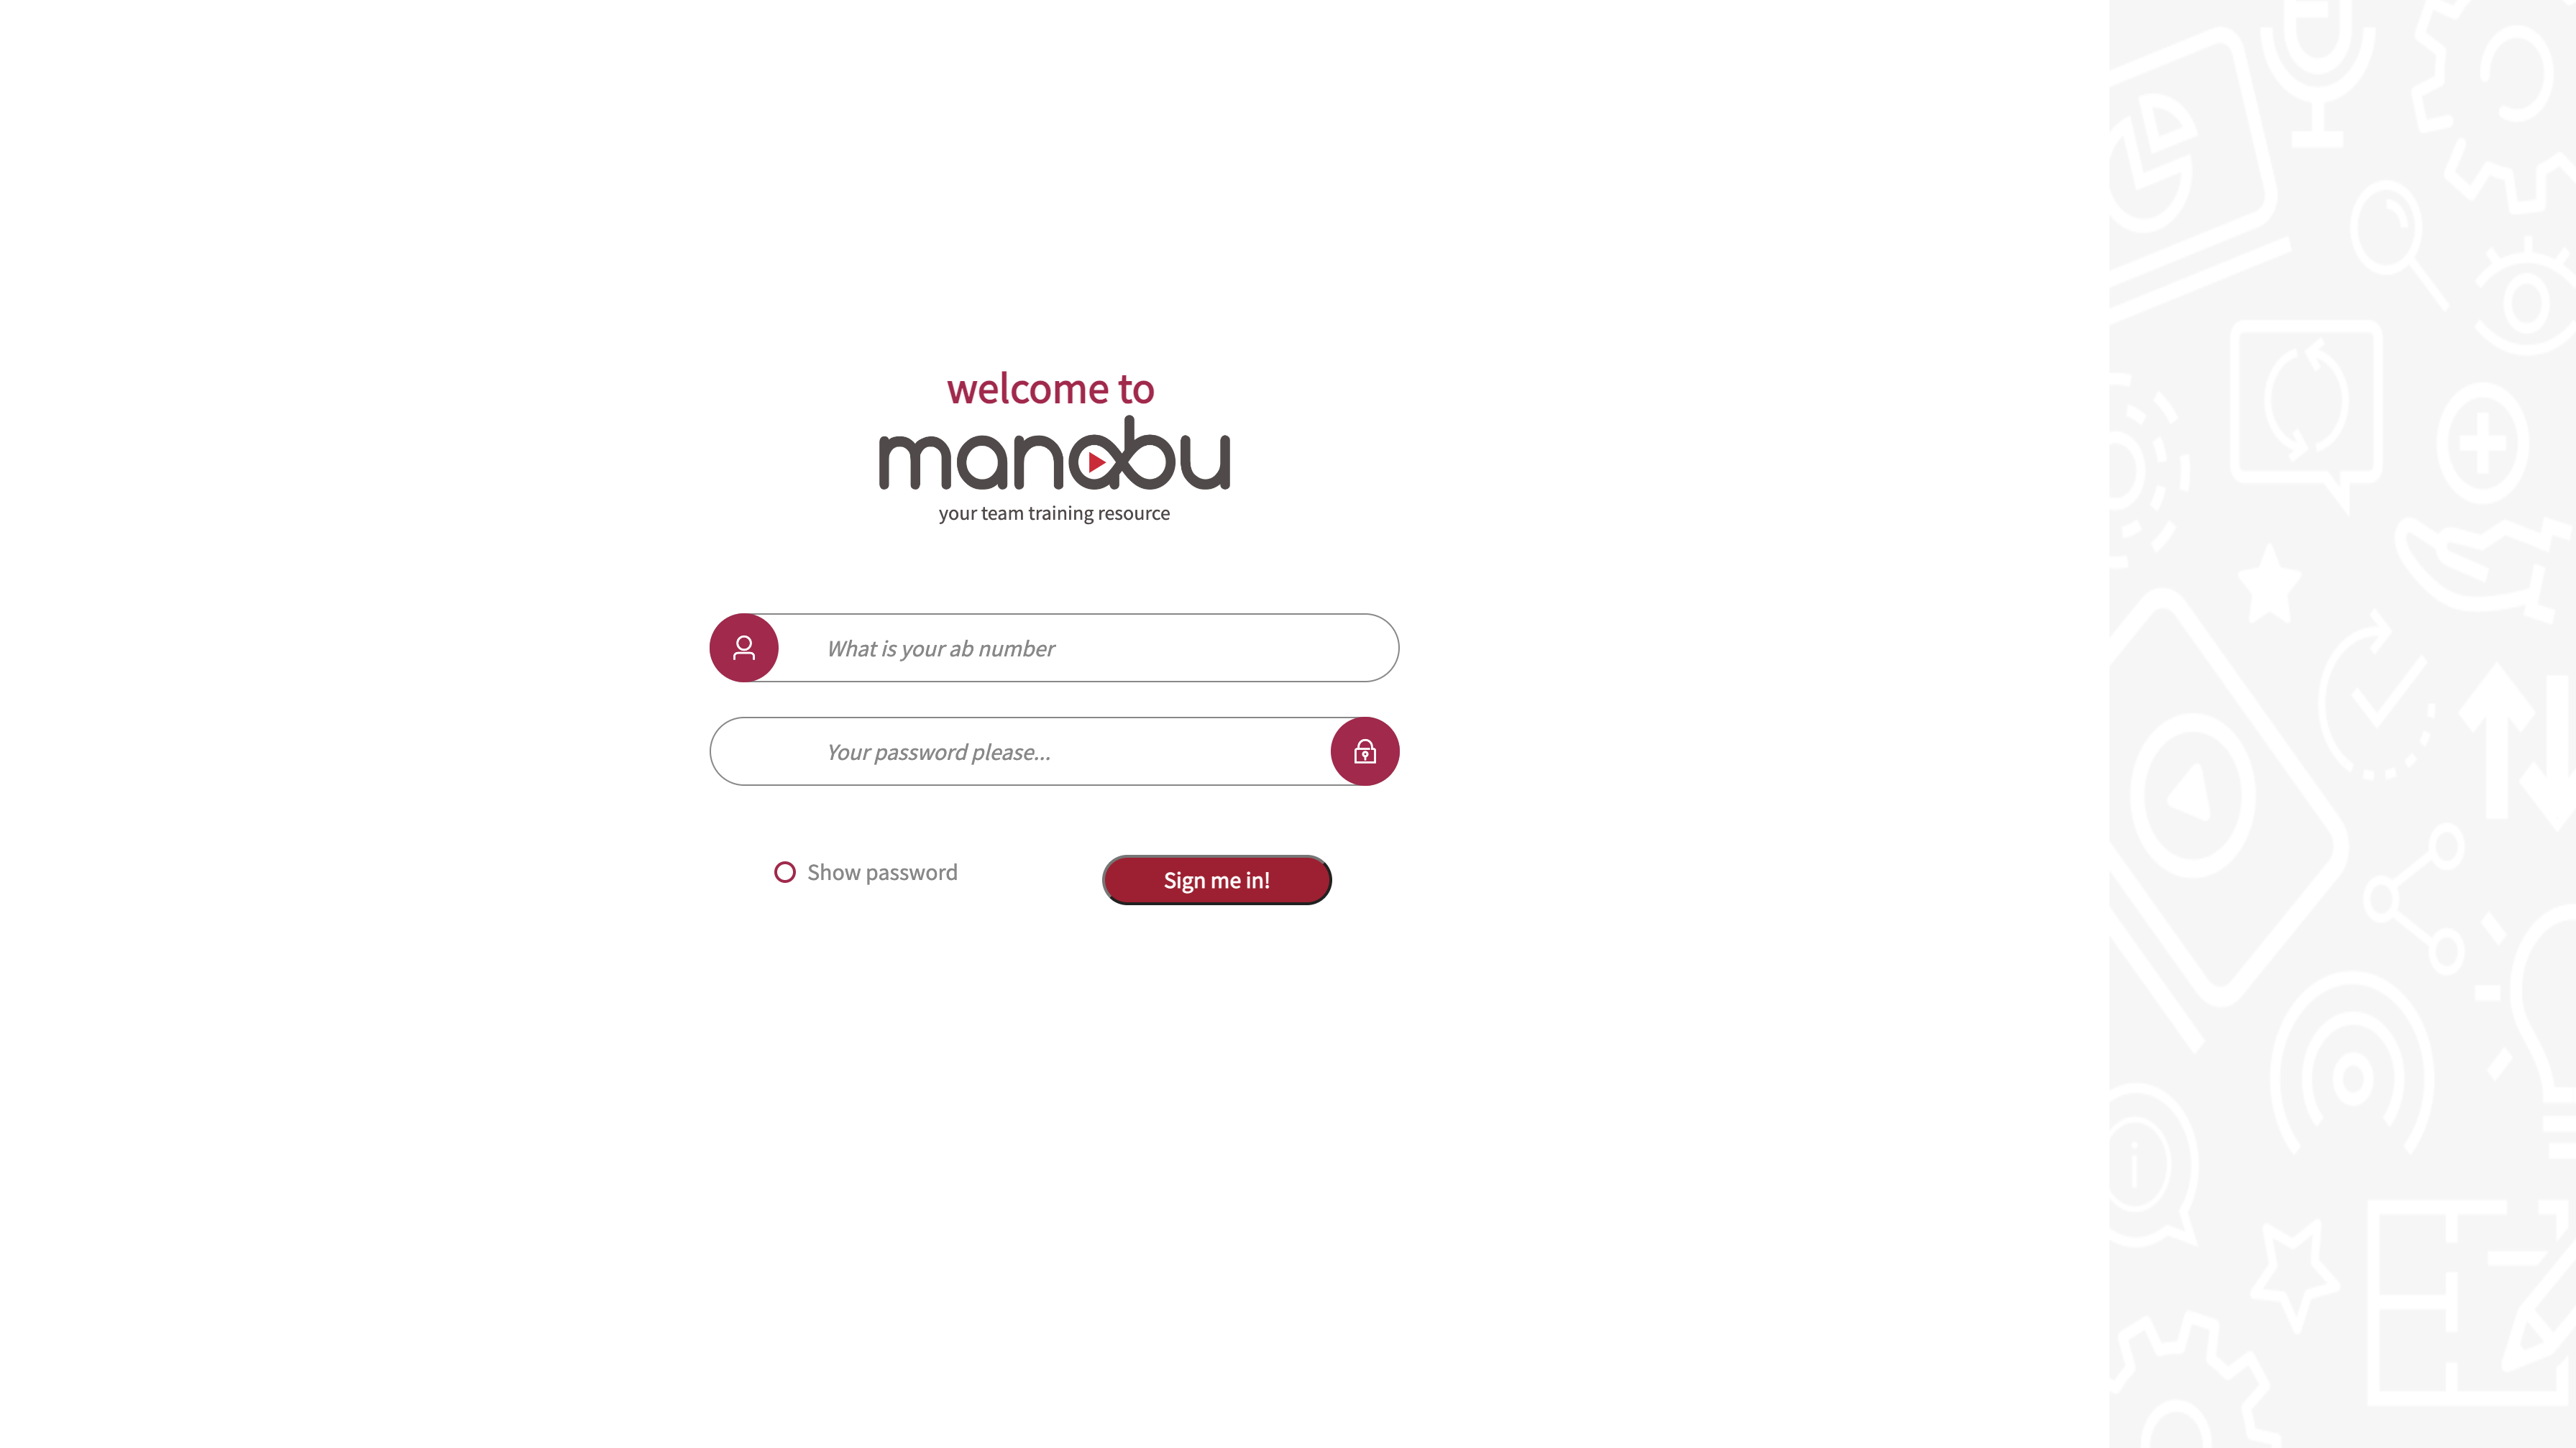 welcome to
manabu
your team training resource
What is your ab number
Your password please...
Show password
Sign me in!